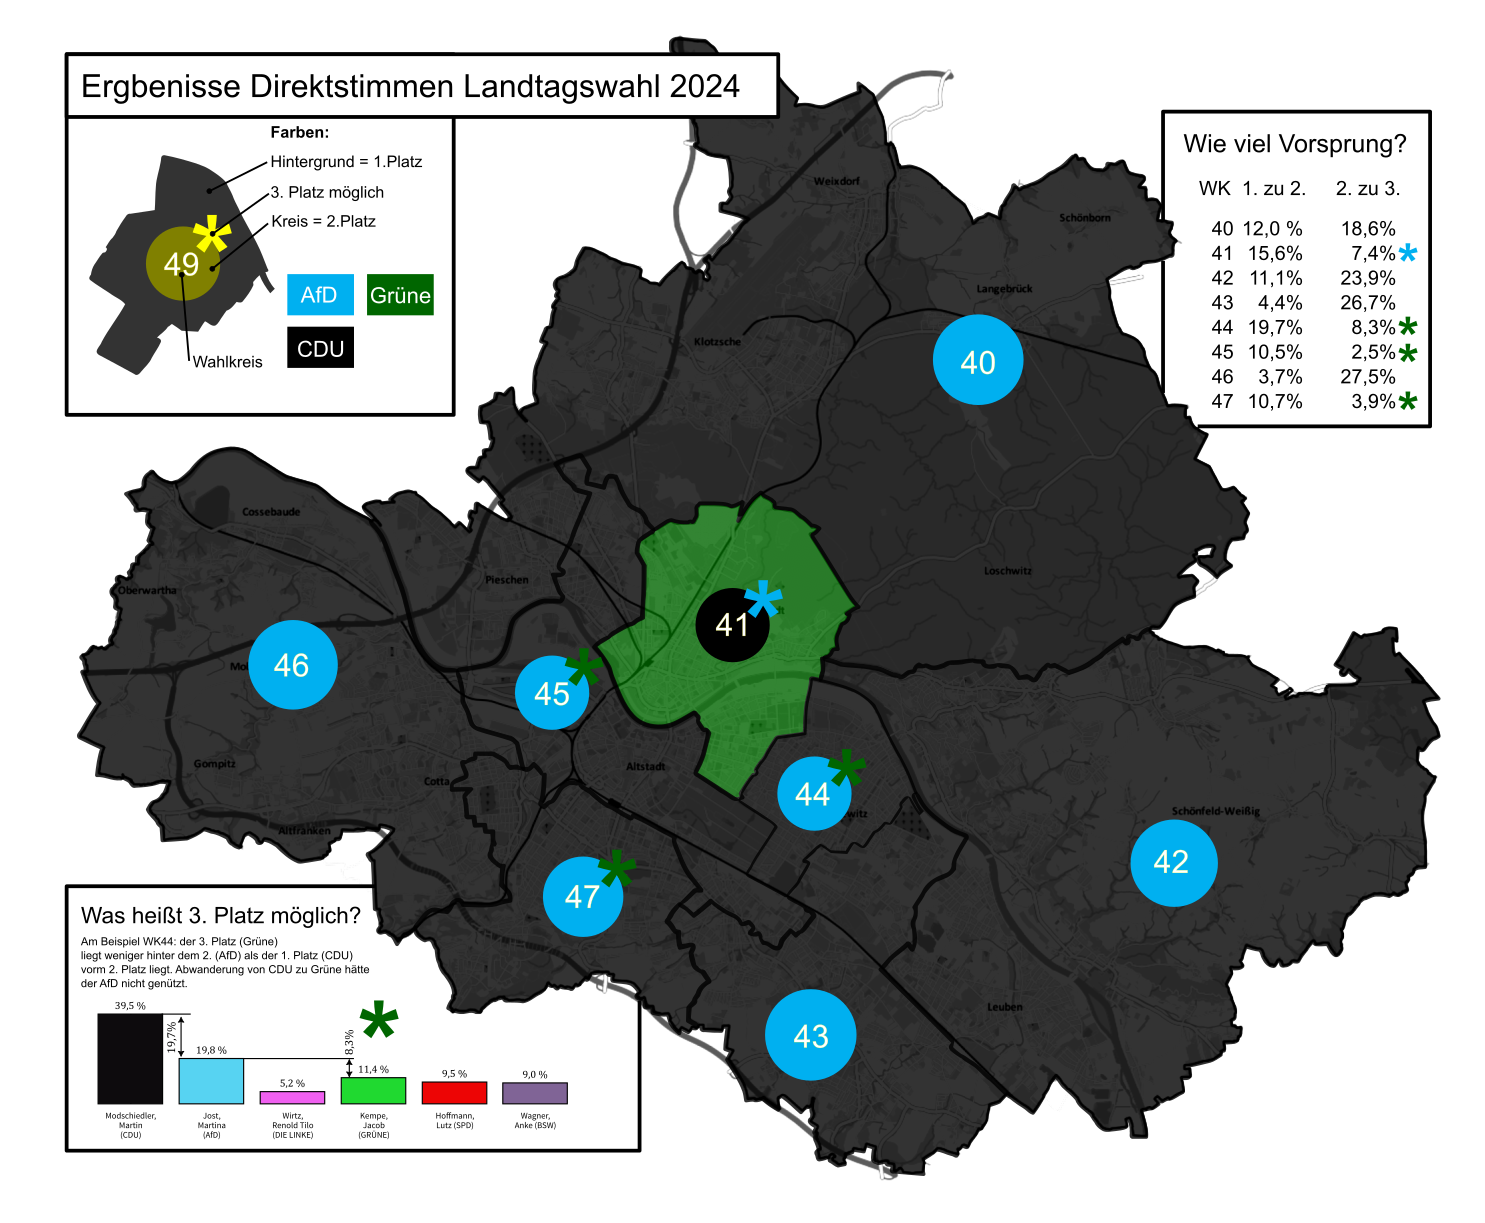 Ergbenisse Direktstimmen Landtagswahl 2024
Farben:
Hintergrund = 1.Platz
3. Platz möglich
Kreis = 2.Platz
49
*
AfD
Grüne
CDU
Wahlkreis
Wie viel Vorsprung?
WK 1. zu 2. 2. zu 3.
40 12,0 % 18,6%
41 15,6% 7,4% *
42 11,1% 23,9%
43 4,4% 26,7%
44 19,7% 8,3% *
45 10,5% 2,5% *
46 3,7% 27,5%
47 10,7% 3,9% *
Weixdorf
Schönborn
Langebrück
Klotzsche
40
Cossebaude
Pieschen
Loschwitz
Oberwartha
41 *
46
45 *
Gompitz
Cotta
Altstadt
44 *
Schönfeld-Weißig
Altfranken
42
47 *
Leuben
43
Was heißt 3. Platz möglich?
Am Beispiel WK44: der 3. Platz (Grüne)
liegt weniger hinter dem 2. (AfD) als der 1. Platz (CDU)
vorm 2. Platz liegt. Abwanderung von CDU zu Grüne hätte
der AfD nicht genützt.
39,5 %
19,7%
19,8 %
5,2 %
*
8,3%
11,4 %
9,5 %
9,0 %
Modschiedler,
Martin
(CDU)
Jost,
Martina
(AfD)
Wirtz,
Renold Tilo
(DIE LINKE)
Kempe,
Jacob
(GRÜNE)
Hoffmann,
Lutz (SPD)
Wagner,
Anke (BSW)